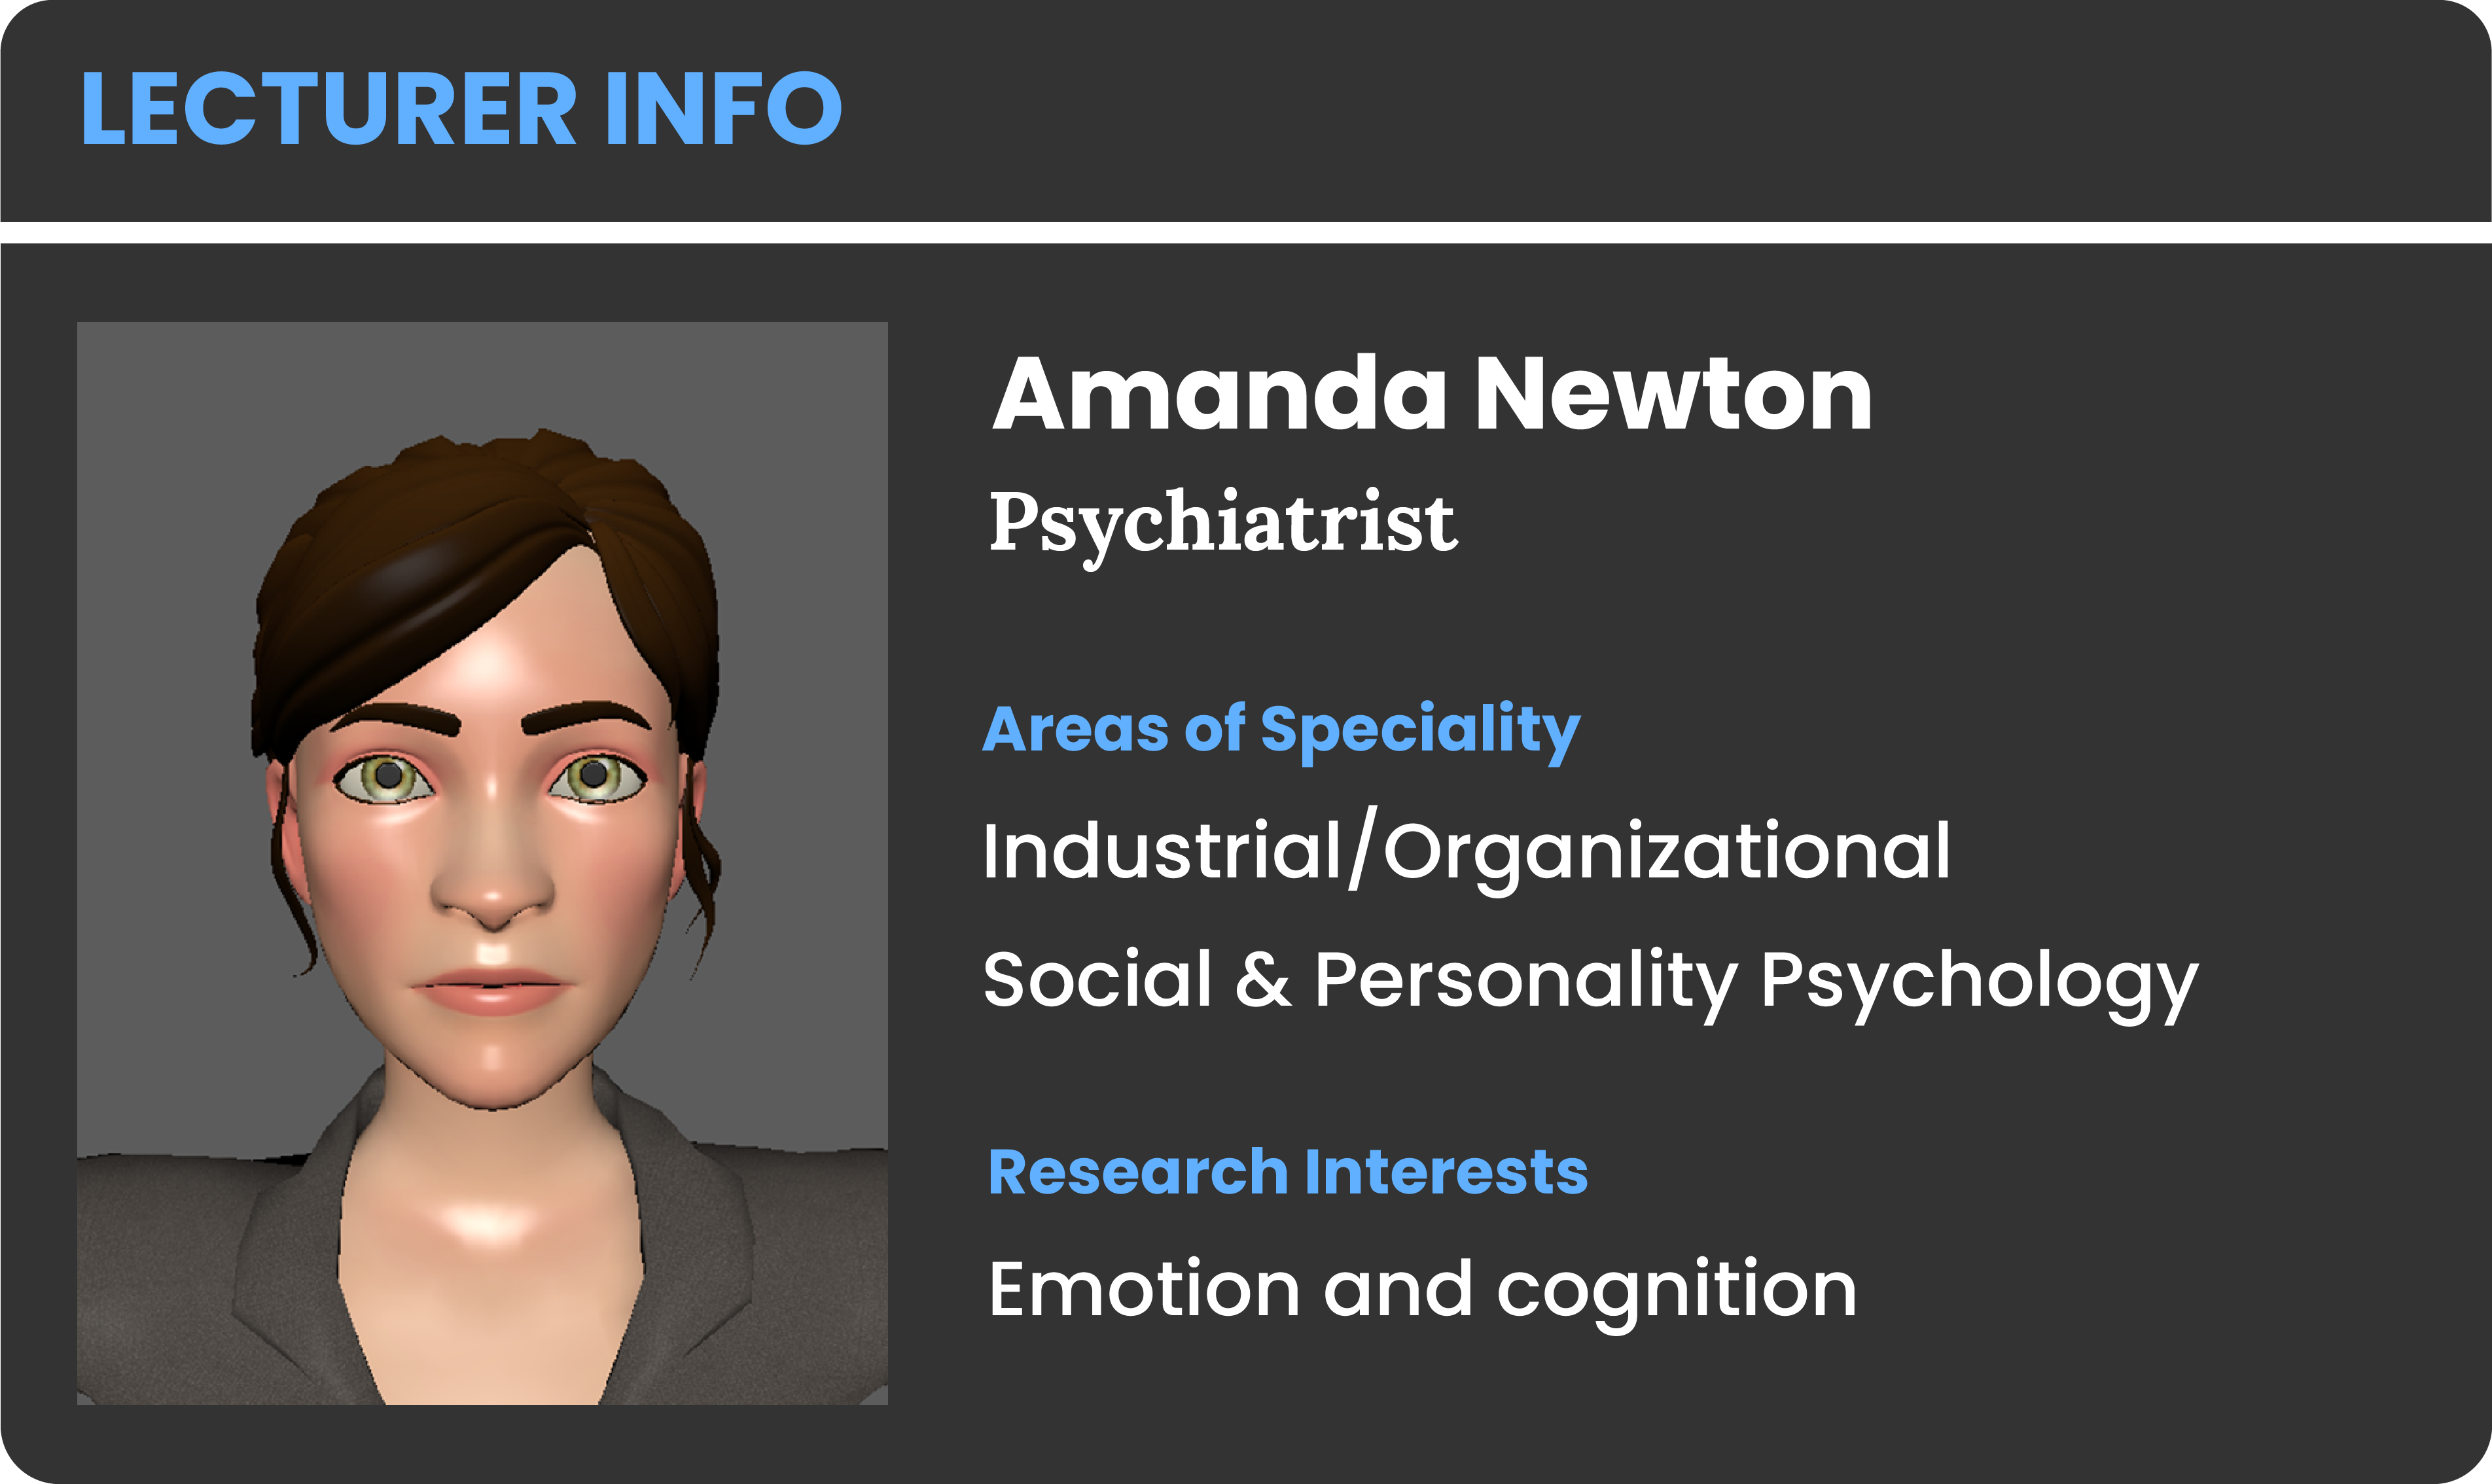 LECTURER INFO
Amanda Newton
Psychiatrist
Areas of Speciality
Industrial/Organizational
Social & Personality Psychology
Research Interests
Emotion and cognition